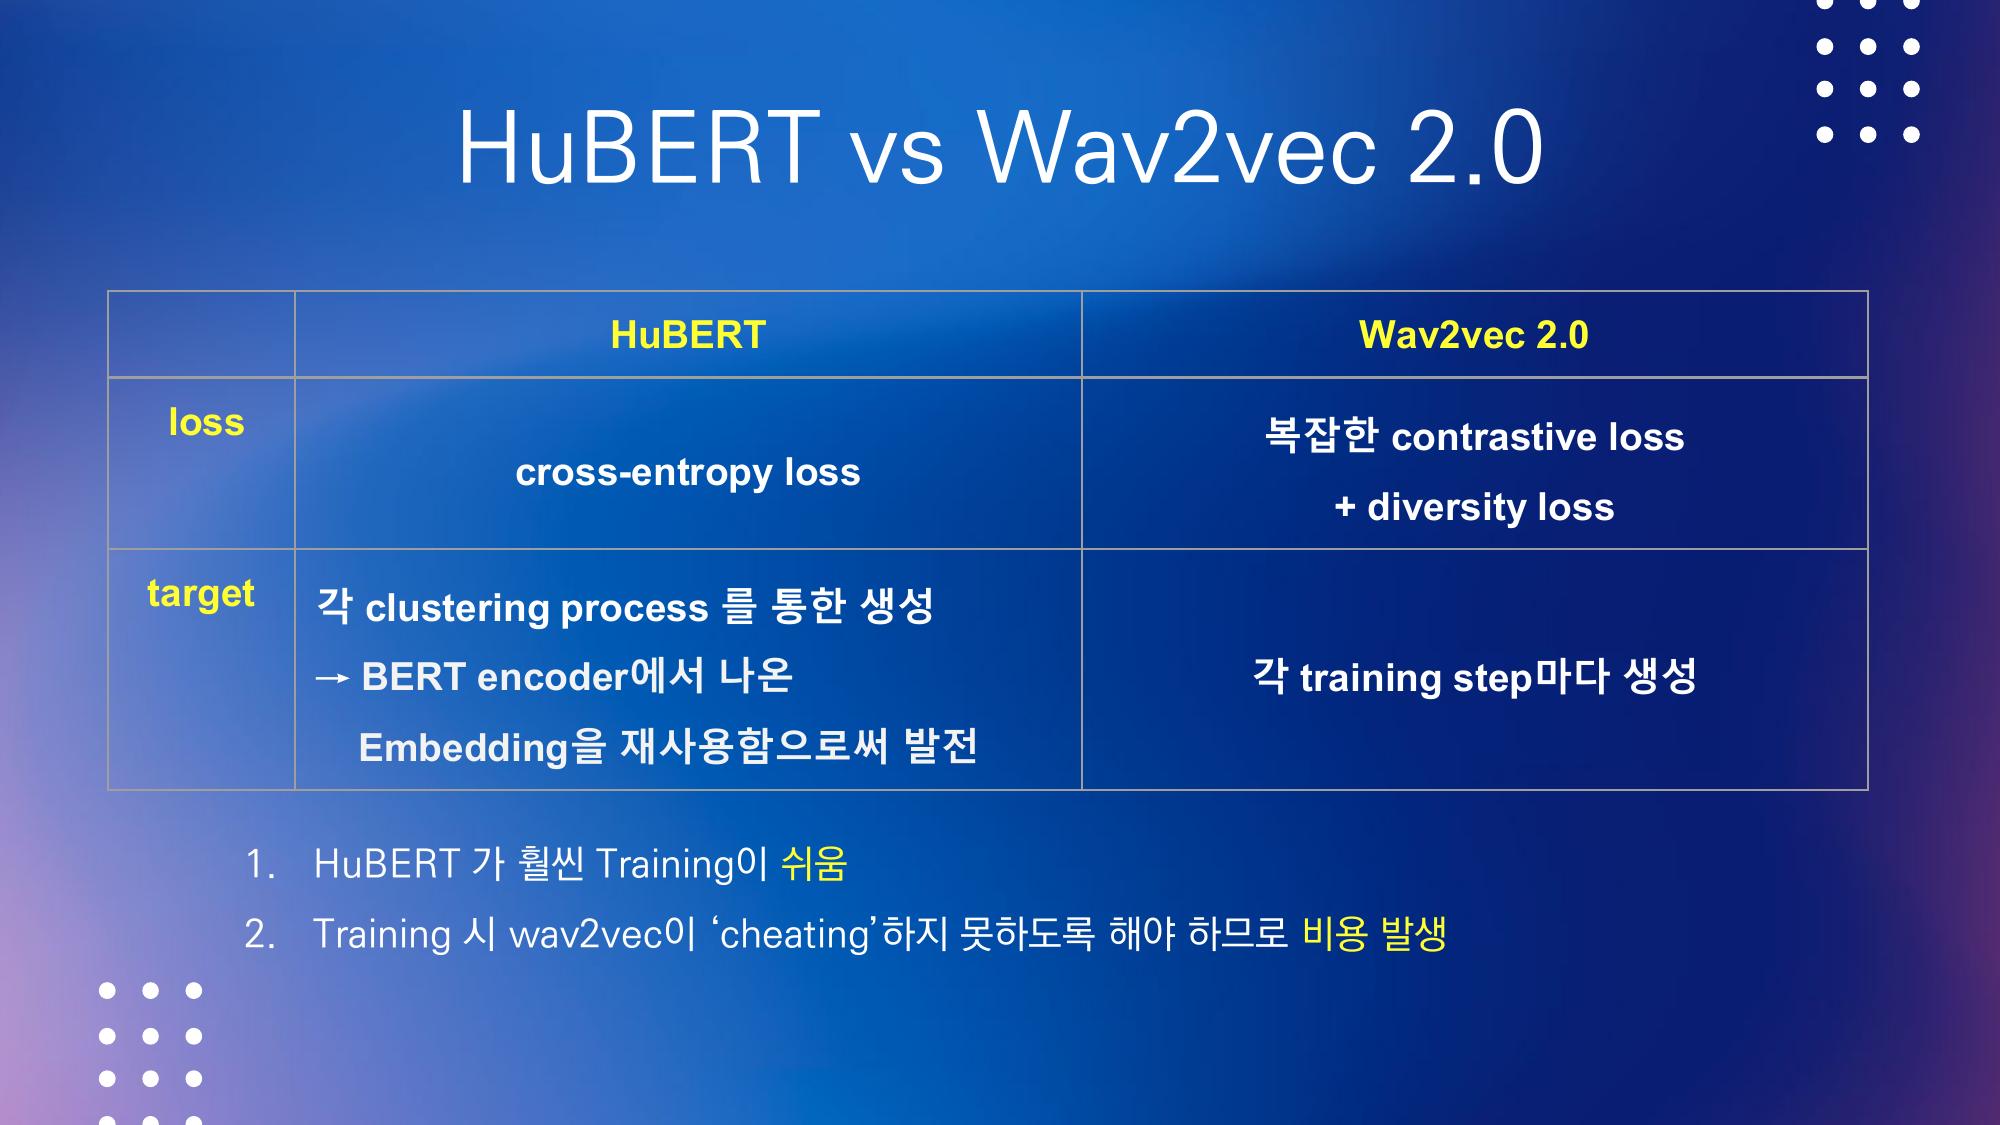 HuBERT vs Wav2vec 2.0
HuBERT
Wav2vec 2.0
loss
cross-entropy loss
복잡한 contrastive loss
+ diversity loss
target
각 clustering process 를 통한 생성
→ BERT encoder에서 나온
Embedding을 재사용함으로써 발전
각 training step마다 생성
1. HuBERT 가 훨씬 Training이 쉬움
2. Training 시 wav2vec이 ‘cheating’하지 못하도록 해야 하므로 비용 발생